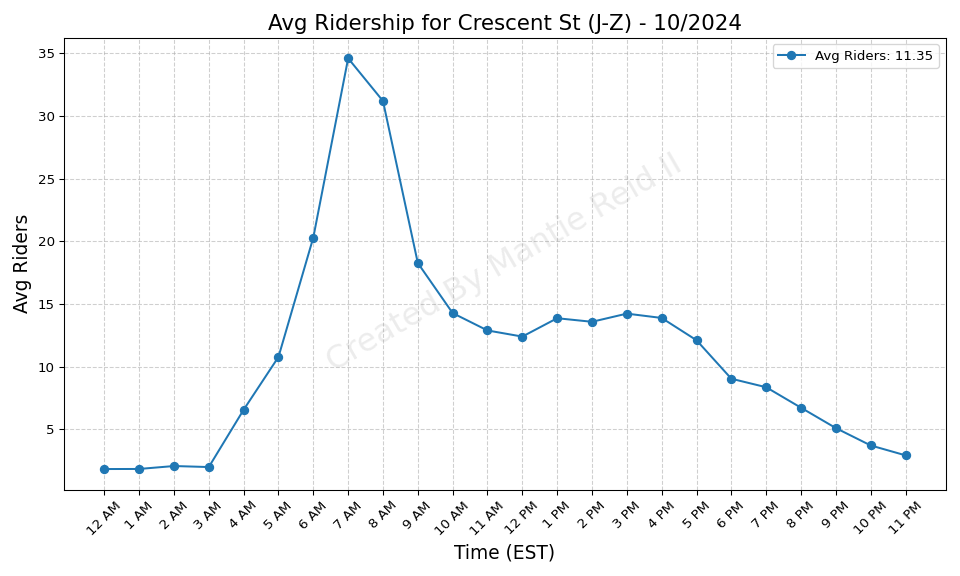 Avg Ridership for Crescent St (J-Z) - 10/2024
Avg Riders: 11.35
35
30
25
20
15
10
5
Avg Riders
Created By Mantie Reid II
12 AM
1 AM
2 AM
3 AM
4 AM
5 AM
6 AM
7 AM
8 AM
9 AM
10 AM
11 AM
12 PM
1 PM
2 PM
3 PM
4 PM
5 PM
6 PM
7 PM
8 PM
9 PM
10 PM
11 PM
Time (EST)